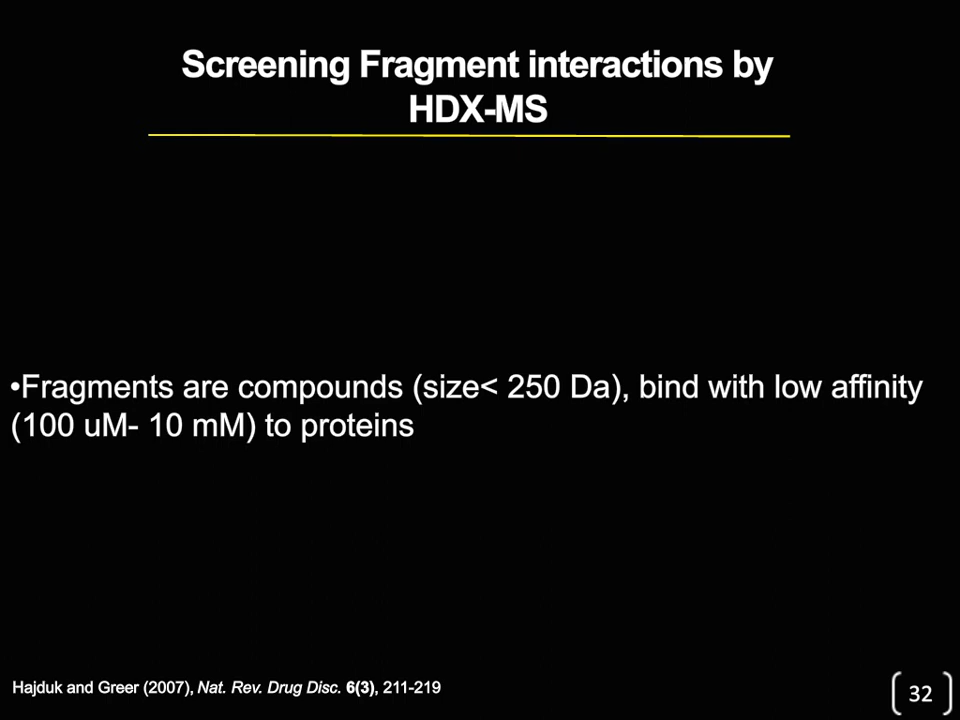 Screening Fragment interactions by
HDX-MS
•Fragments are compounds (size< 250 Da), bind with low affinity
(100 uM- 10 mM) to proteins
Hajduk and Greer (2007), Nat. Rev. Drug Disc. 6(3), 211-219
32